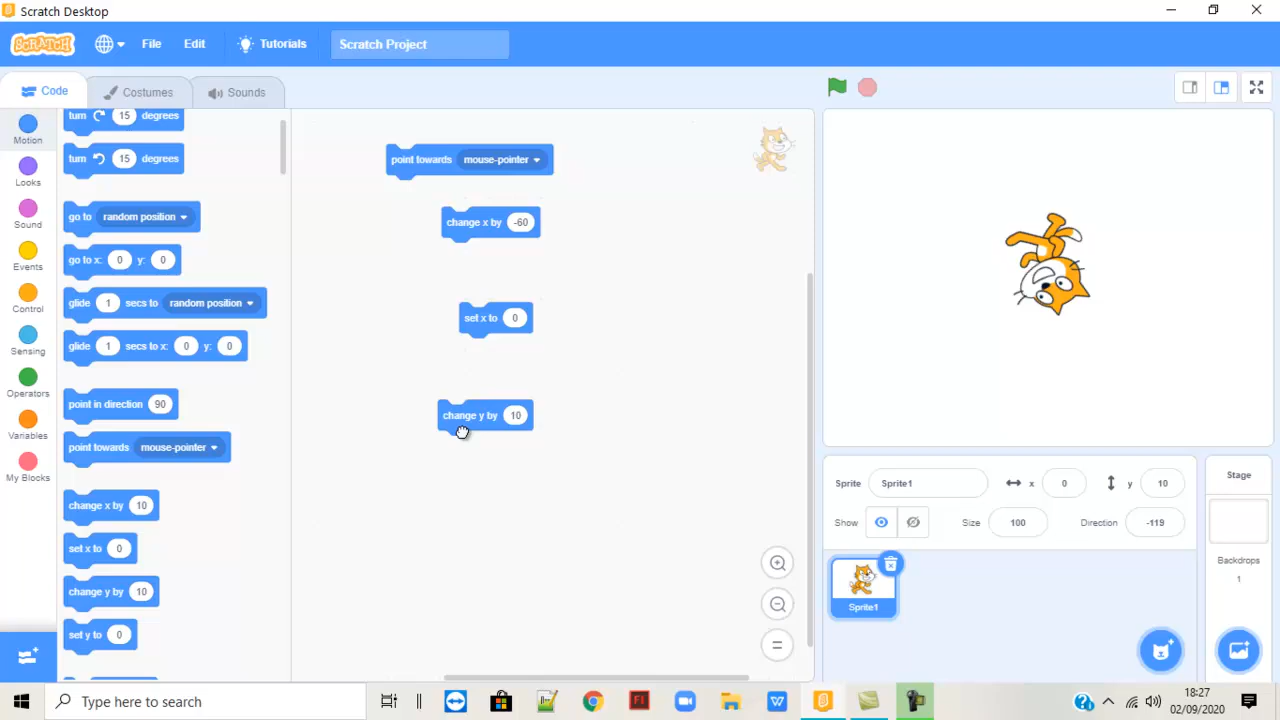 Scratch Desktop
SCRATCH
File
Edit
Tutorials
Scratch Project
Code
Costumes
Sounds
Motion
Looks
Sound
Events
Control
Sensing
Operators
Variables
My Blocks
turn 15 degrees
turn 15 degrees
go to random position
go to x: 0 y: 0
glide 1 secs to random position
glide 1 secs to x: 0 y: 0
point in direction 90
point towards mouse-pointer
change x by 10
set x to 0
change y by 10
set y to 0
point towards mouse-pointer
change x by -60
set x to 0
change y by 10
Sprite Sprite1 x 0 y 10
Show Size 100 Direction -119
Sprite1
Stage
Backdrops
1
Type here to search
18:27
02/09/2020